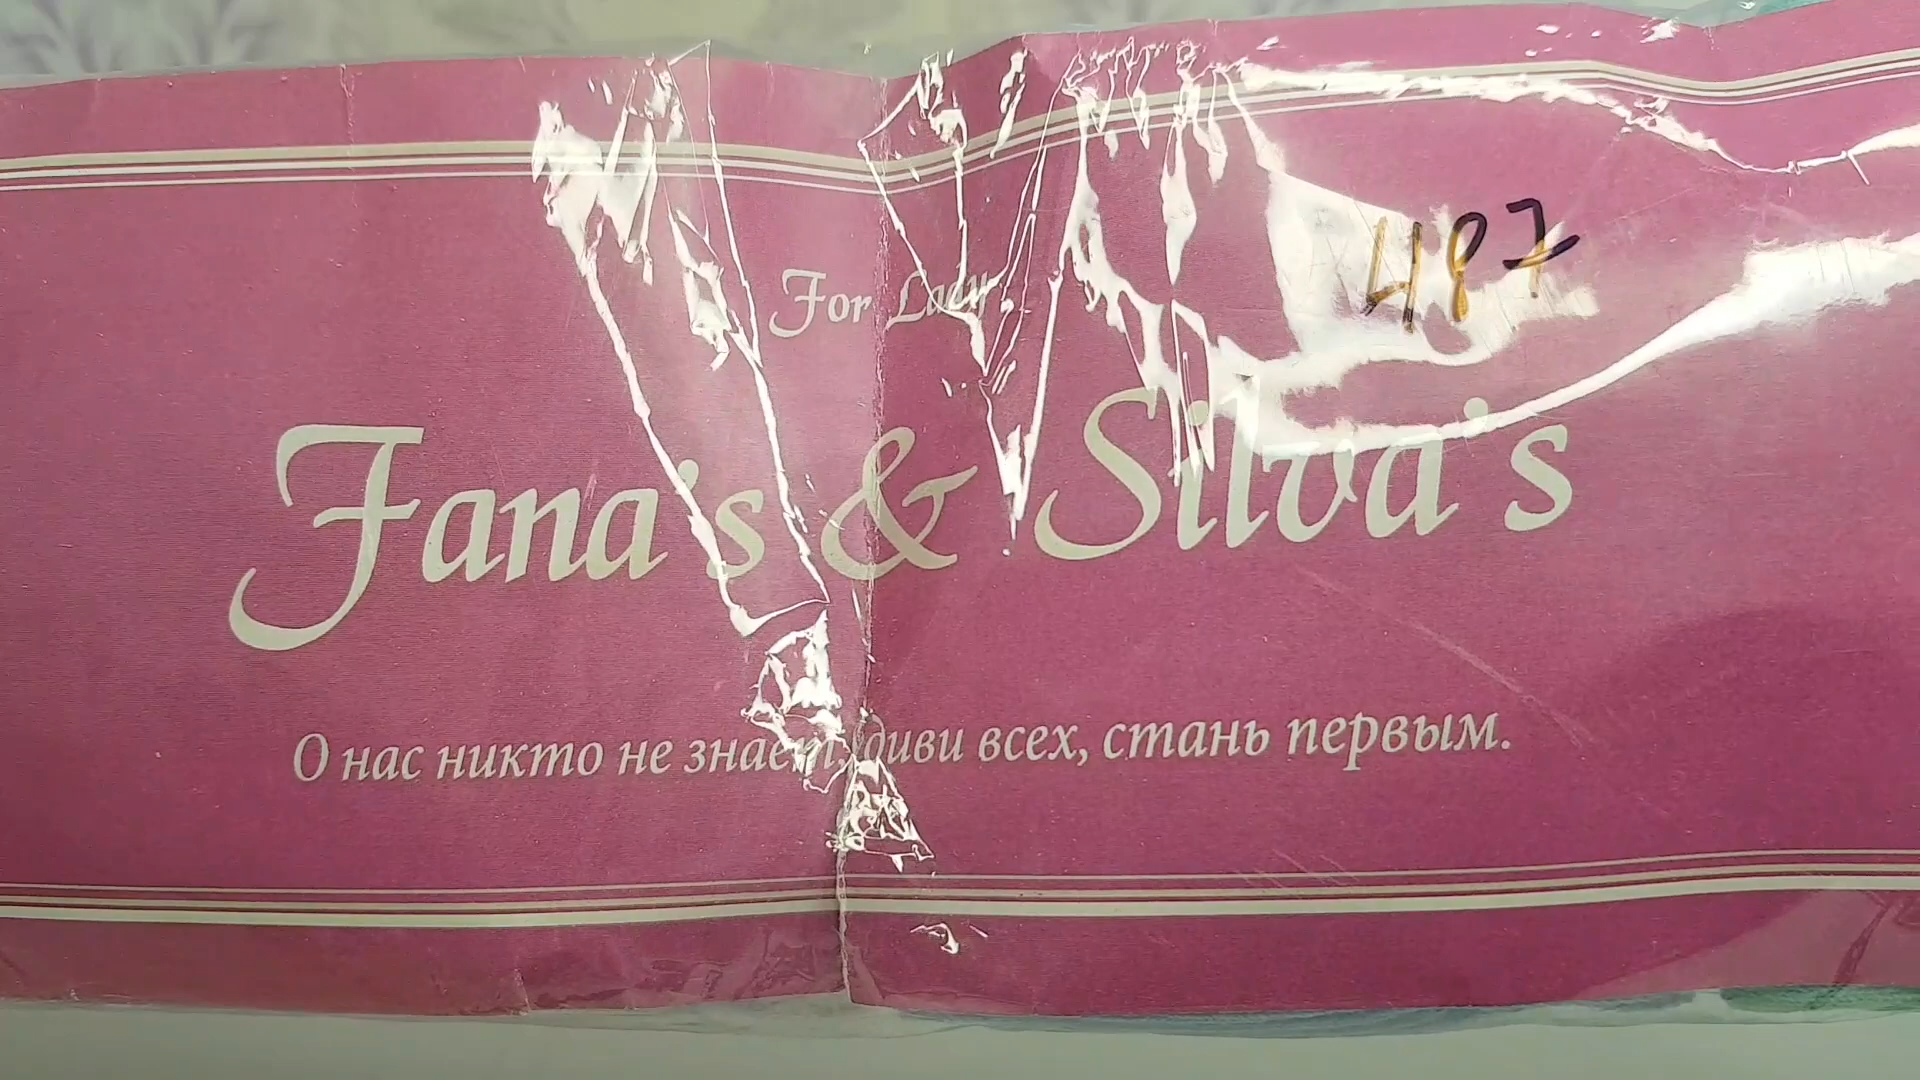 487
For Lady
Fana's & Silva's
О нас никто не знает, удиви всех, стань первым.